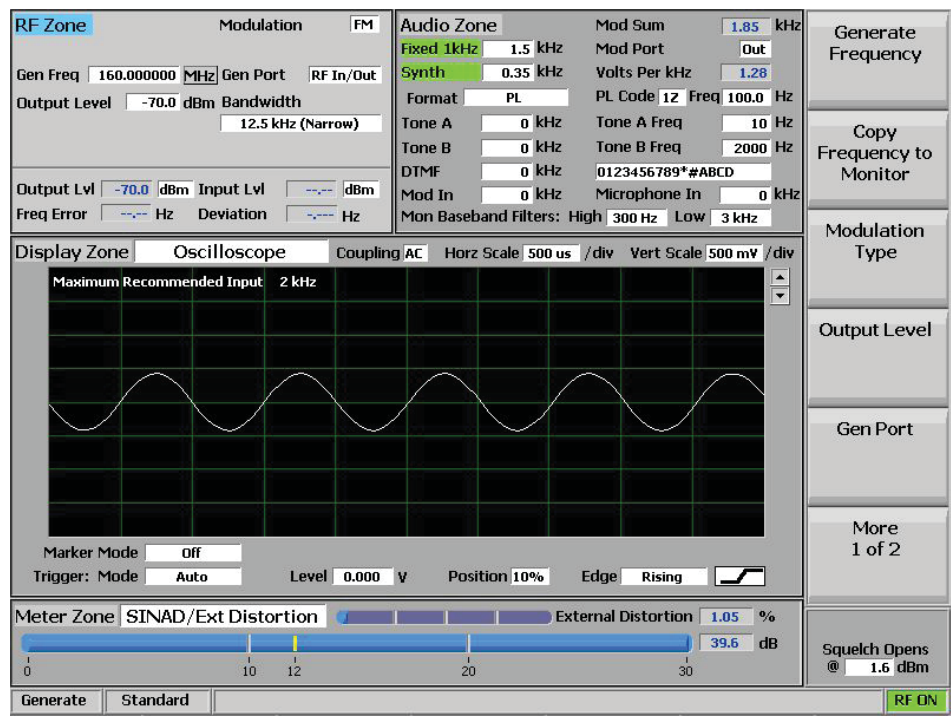 RF Zone Modulation FM
Gen Freq 160.000000 MHz Gen Port RF In/Out
Output Level -70.0 dBm Bandwidth
12.5 kHz (Narrow)
Output Lvl -70.0 dBm Input Lvl --.-- dBm
Freq Error --.-- Hz Deviation -.--- Hz
Audio Zone Mod Sum 1.85 kHz
Fixed 1kHz 1.5 kHz Mod Port Out
Synth 0.35 kHz Volts Per kHz 1.28
Format PL PL Code 1Z Freq 100.0 Hz
Tone A 0 kHz Tone A Freq 10 Hz
Tone B 0 kHz Tone B Freq 2000 Hz
DTMF 0 kHz 0123456789*#ABCD
Mod In 0 kHz Microphone In 0 kHz
Mon Baseband Filters: High 300 Hz Low 3 kHz
Display Zone Oscilloscope Coupling AC Horz Scale 500 us /div Vert Scale 500 mV /div
Maximum Recommended Input 2 kHz
Marker Mode Off
Trigger: Mode Auto Level 0.000 V Position 10% Edge Rising
Meter Zone SINAD/Ext Distortion External Distortion 1.05 %
39.6 dB
0 10 12 20 30
Generate Standard
Generate
Frequency
Copy
Frequency to
Monitor
Modulation
Type
Output Level
Gen Port
More
1 of 2
Squelch Opens
@ 1.6 dBm
RF ON